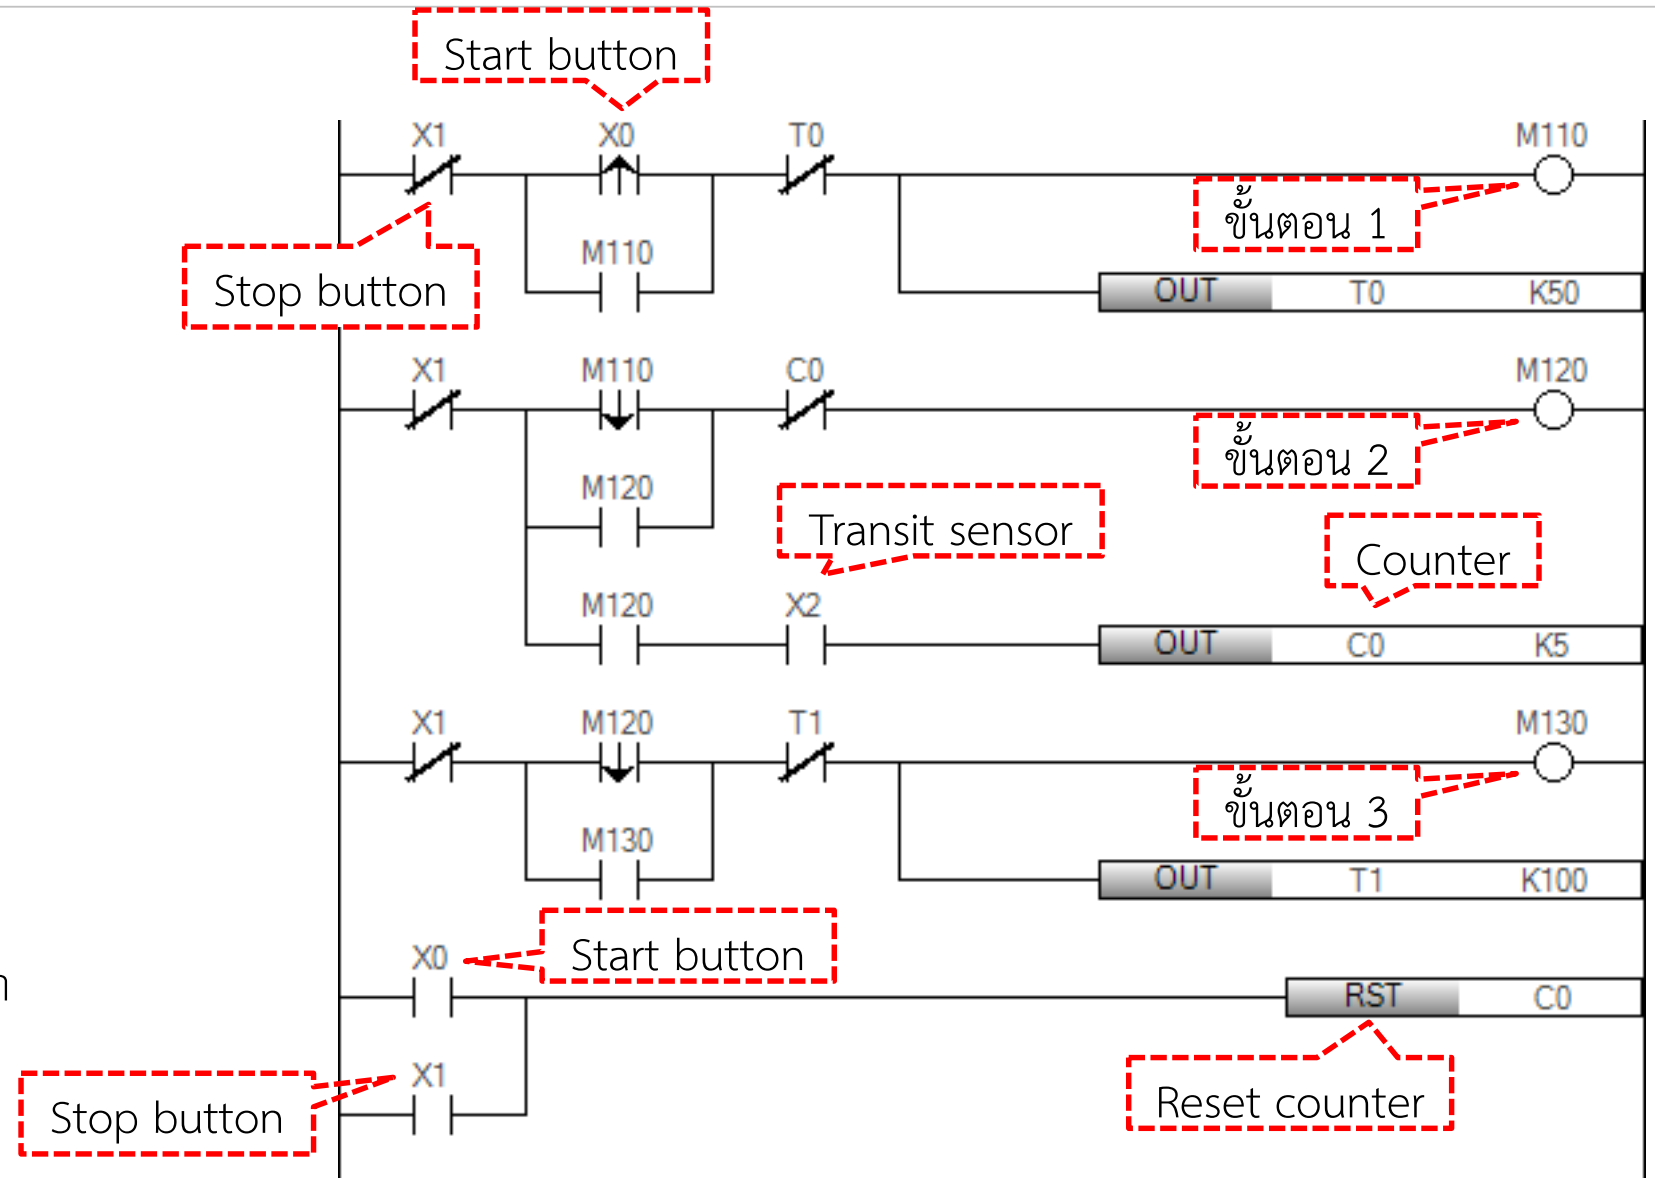 Start button
X1 X0 T0 M110
ขั้นตอน 1
M110
Stop button
OUT T0 K50
X1 M110 C0 M120
ขั้นตอน 2
M120
Transit sensor
Counter
M120 X2
OUT C0 K5
X1 M120 T1 M130
ขั้นตอน 3
M130
OUT T1 K100
Start button
X0
RST C0
X1
Stop button
Reset counter